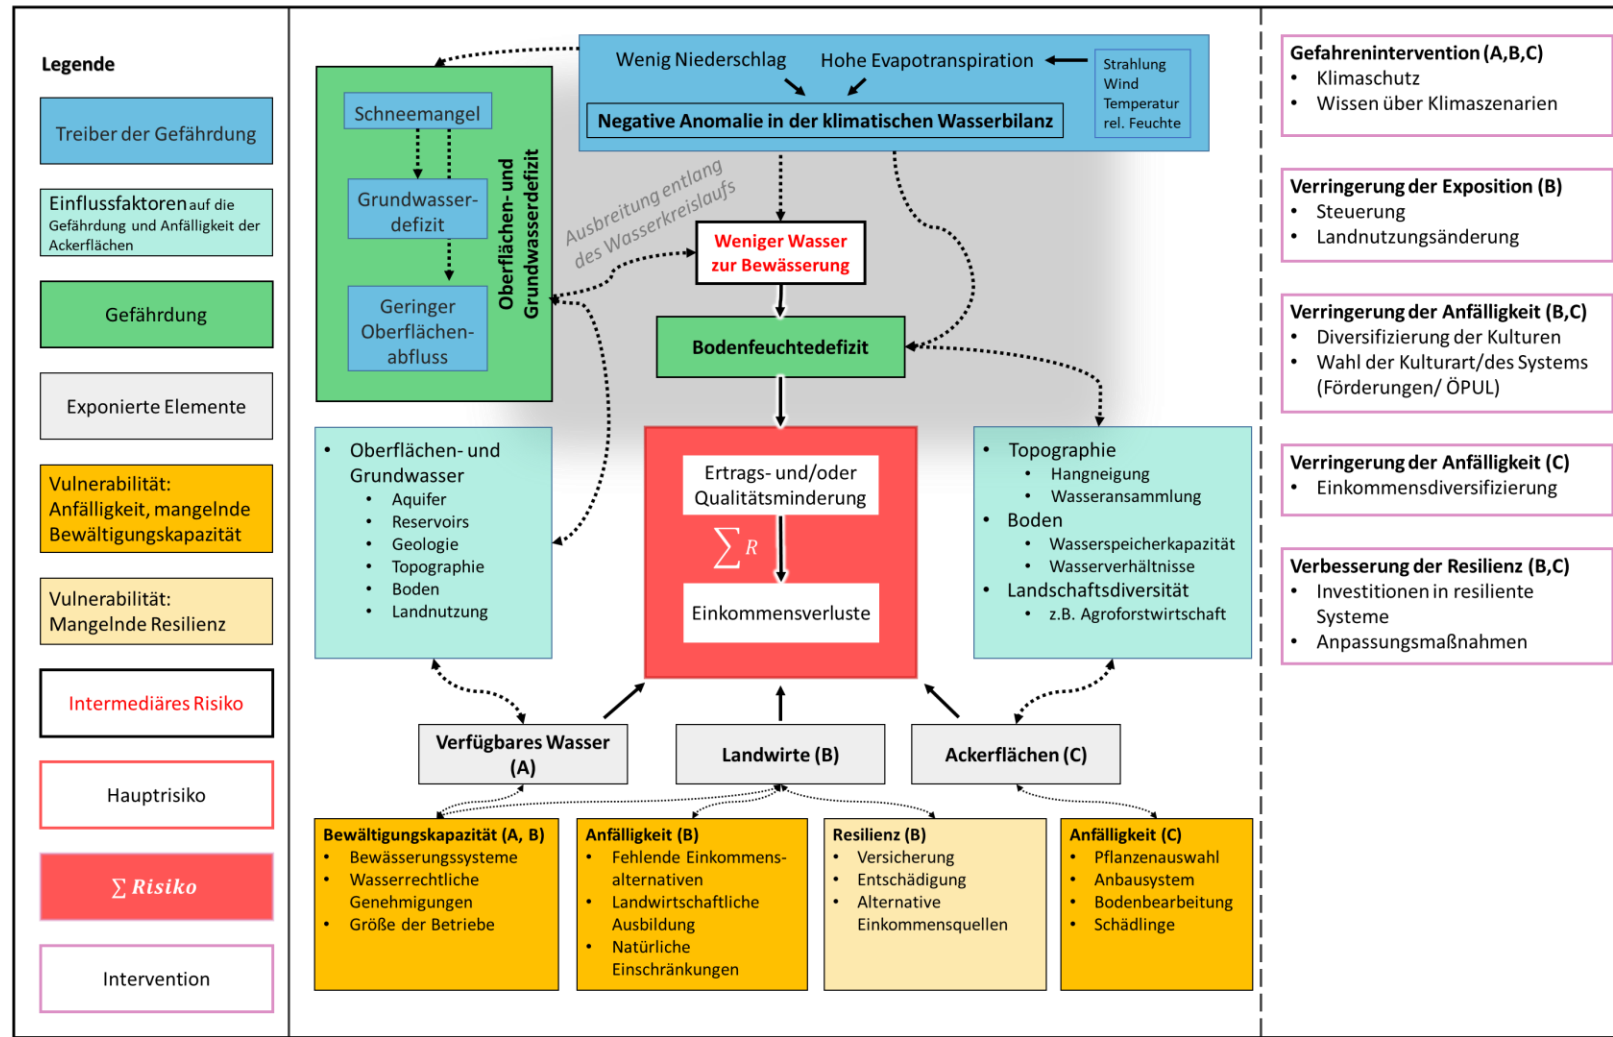 Legende
Treiber der Gefährdung
Einflussfaktoren auf die
Gefährdung und Anfälligkeit der
Ackerflächen
Gefährdung
Exponierte Elemente
Vulnerabilität:
Anfälligkeit, mangelnde
Bewältigungskapazität
Vulnerabilität:
Mangelnde Resilienz
Intermediäres Risiko
Hauptrisiko
∑ Risiko
Intervention
Wenig Niederschlag
Hohe Evapotranspiration
Strahlung
Wind
Temperatur
rel. Feuchte
Negative Anomalie in der klimatischen Wasserbilanz
Schneemangel
Grundwasser-
defizit
Geringer
Oberflächen-
abfluss
Oberflächen- und
Grundwasserdefizit
Ausbreitung entlang
des Wasserkreislaufs
Weniger Wasser
zur Bewässerung
Bodenfeuchtedefizit
• Oberflächen- und
Grundwasser
• Aquifer
• Reservoirs
• Geologie
• Topographie
• Boden
• Landnutzung
Ertrags- und/oder
Qualitätsminderung
∑ R
Einkommensverluste
• Topographie
• Hangneigung
• Wasseransammlung
• Boden
• Wasserspeicherkapazität
• Wasserverhältnisse
• Landschaftsdiversität
• z.B. Agroforstwirtschaft
Verfügbares Wasser
(A)
Landwirte (B)
Ackerflächen (C)
Bewältigungskapazität (A, B)
• Bewässerungssysteme
• Wasserrechtliche
Genehmigungen
• Größe der Betriebe
Anfälligkeit (B)
• Fehlende Einkommens-
alternativen
• Landwirtschaftliche
Ausbildung
• Natürliche
Einschränkungen
Resilienz (B)
• Versicherung
• Entschädigung
• Alternative
Einkommensquellen
Anfälligkeit (C)
• Pflanzenauswahl
• Anbausystem
• Bodenbearbeitung
• Schädlinge
Gefahrenintervention (A,B,C)
• Klimaschutz
• Wissen über Klimaszenarien
Verringerung der Exposition (B)
• Steuerung
• Landnutzungsänderung
Verringerung der Anfälligkeit (B,C)
• Diversifizierung der Kulturen
• Wahl der Kulturart/des Systems
(Förderungen/ ÖPUL)
Verringerung der Anfälligkeit (C)
• Einkommensdiversifizierung
Verbesserung der Resilienz (B,C)
• Investitionen in resiliente
Systeme
• Anpassungsmaßnahmen